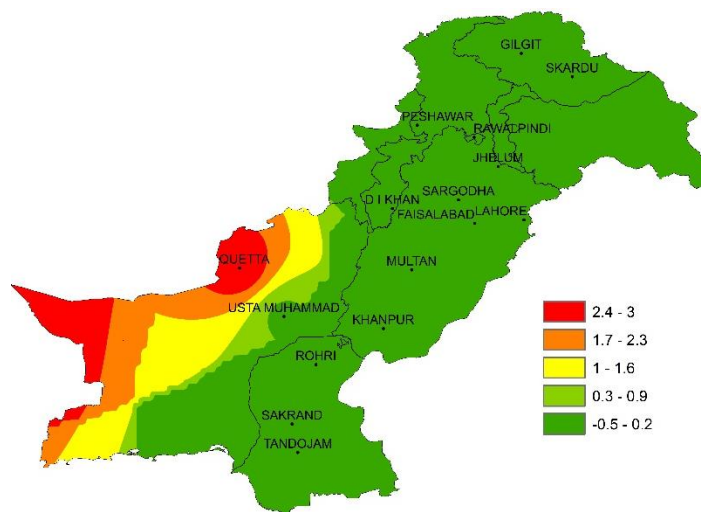 GILGIT
SKARDU
PESHAWAR
RAWALPINDI
JHELUM
SARGODHA
D I KHAN
FAISALABAD
LAHORE
QUETTA
MULTAN
USTA MUHAMMAD
KHANPUR
ROHRI
SAKRAND
TANDOJAM
2.4 - 3
1.7 - 2.3
1 - 1.6
0.3 - 0.9
-0.5 - 0.2